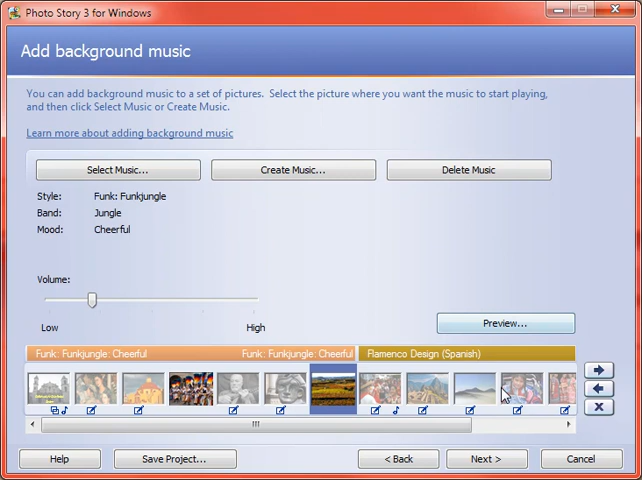 Photo Story 3 for Windows
Add background music
You can add background music to a set of pictures. Select the picture where you want the music to start playing,
and then click Select Music or Create Music.
Learn more about adding background music
Select Music...
Create Music...
Delete Music
Style: Funk: Funkjungle
Band: Jungle
Mood: Cheerful
Volume:
Low
High
Preview...
Funk: Funkjungle: Cheerful
Funk: Funkjungle: Cheerful
Flamenco Design (Spanish)
Help
Save Project...
< Back
Next >
Cancel